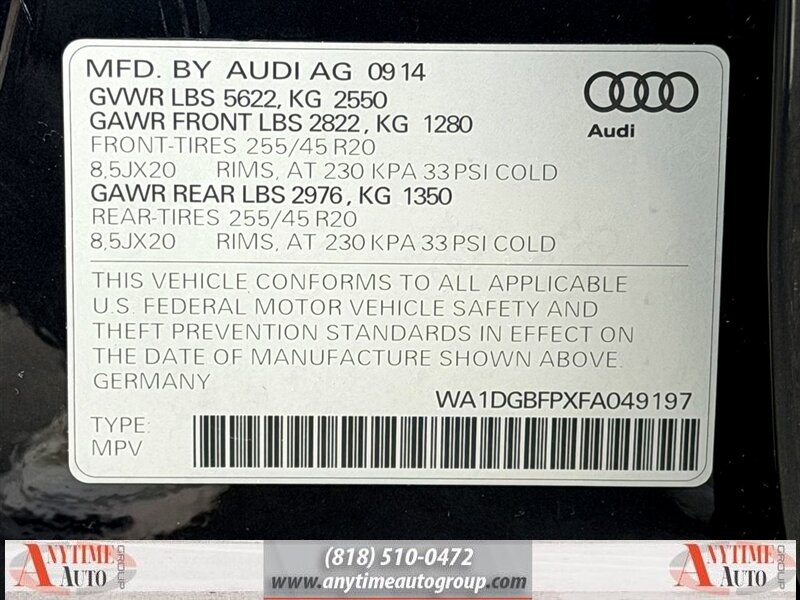 MFD. BY AUDI AG 09 14
GVWR LBS 5622, KG 2550
GAWR FRONT LBS 2822, KG 1280
FRONT-TIRES 255/45 R20
8,5JX20 RIMS, AT 230 KPA 33 PSI COLD
GAWR REAR LBS 2976, KG 1350
REAR-TIRES 255/45 R20
8,5JX20 RIMS, AT 230 KPA 33 PSI COLD
Audi
THIS VEHICLE CONFORMS TO ALL APPLICABLE
U.S. FEDERAL MOTOR VEHICLE SAFETY AND
THEFT PREVENTION STANDARDS IN EFFECT ON
THE DATE OF MANUFACTURE SHOWN ABOVE.
GERMANY
WA1DGBFPXFA049197
TYPE:
MPV
ANYTIME
AUTO
GROUP
(818) 510-0472
www.anytimeautogroup.com
ANYTIME
AUTO
GROUP